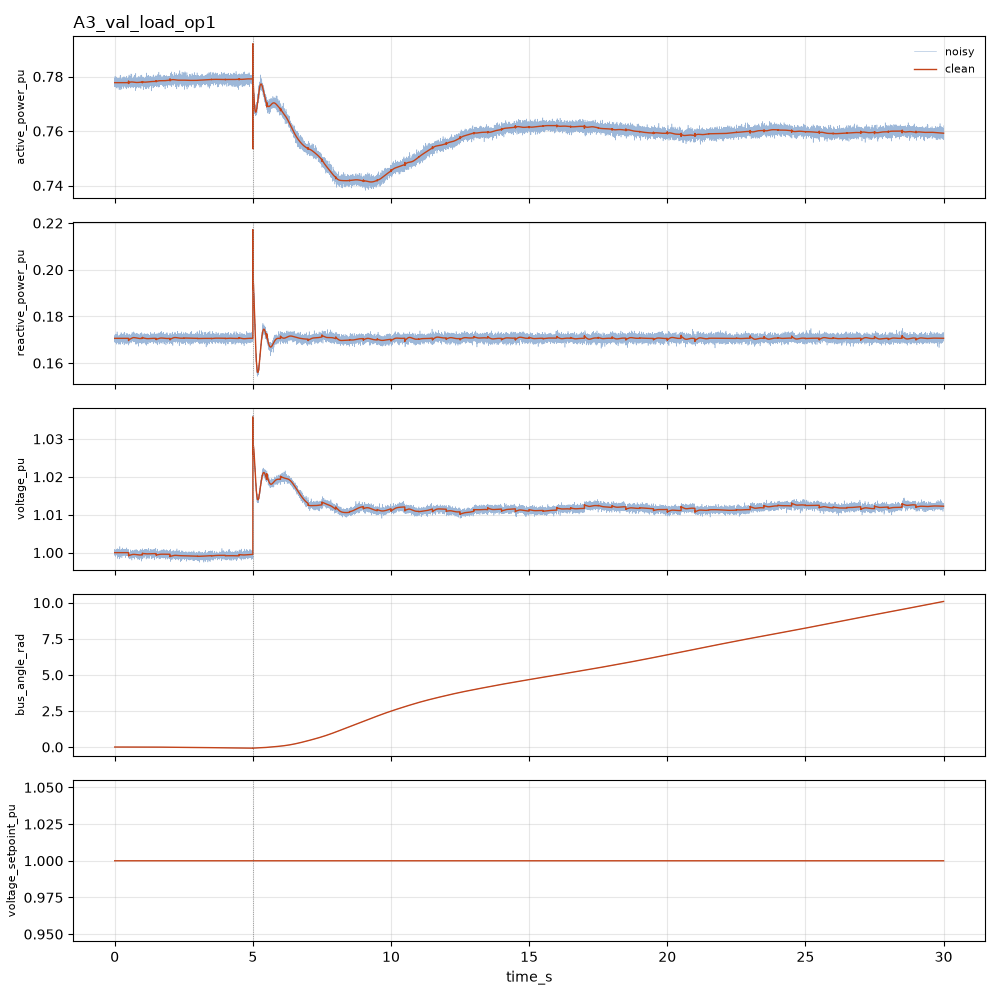 A3_val_load_op1
noisy
clean
active_power_pu
0.78
0.76
0.74
reactive_power_pu
0.22
0.20
0.18
0.16
voltage_pu
1.03
1.02
1.01
1.00
bus_angle_rad
10.0
7.5
5.0
2.5
0.0
voltage_setpoint_pu
1.050
1.025
1.000
0.975
0.950
0 5 10 15 20 25 30
time_s